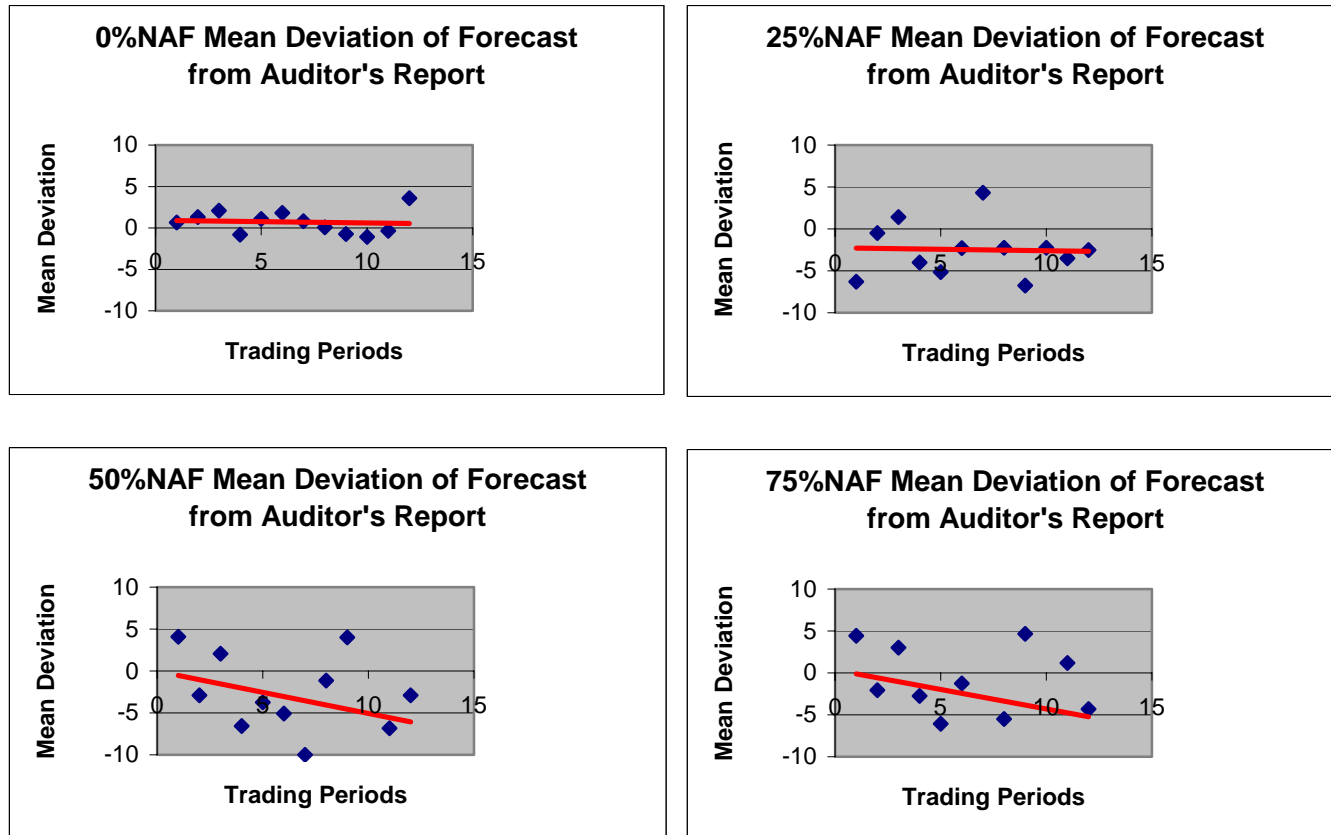 0%NAF Mean Deviation of Forecast
from Auditor's Report
Mean Deviation
10
5
0
-5
-10
0 5 10 15
Trading Periods
25%NAF Mean Deviation of Forecast
from Auditor's Report
Mean Deviation
10
5
0
-5
-10
0 5 10 15
Trading Periods
50%NAF Mean Deviation of Forecast
from Auditor's Report
Mean Deviation
10
5
0
-5
-10
0 5 10 15
Trading Periods
75%NAF Mean Deviation of Forecast
from Auditor's Report
Mean Deviation
10
5
0
-5
-10
0 5 10 15
Trading Periods